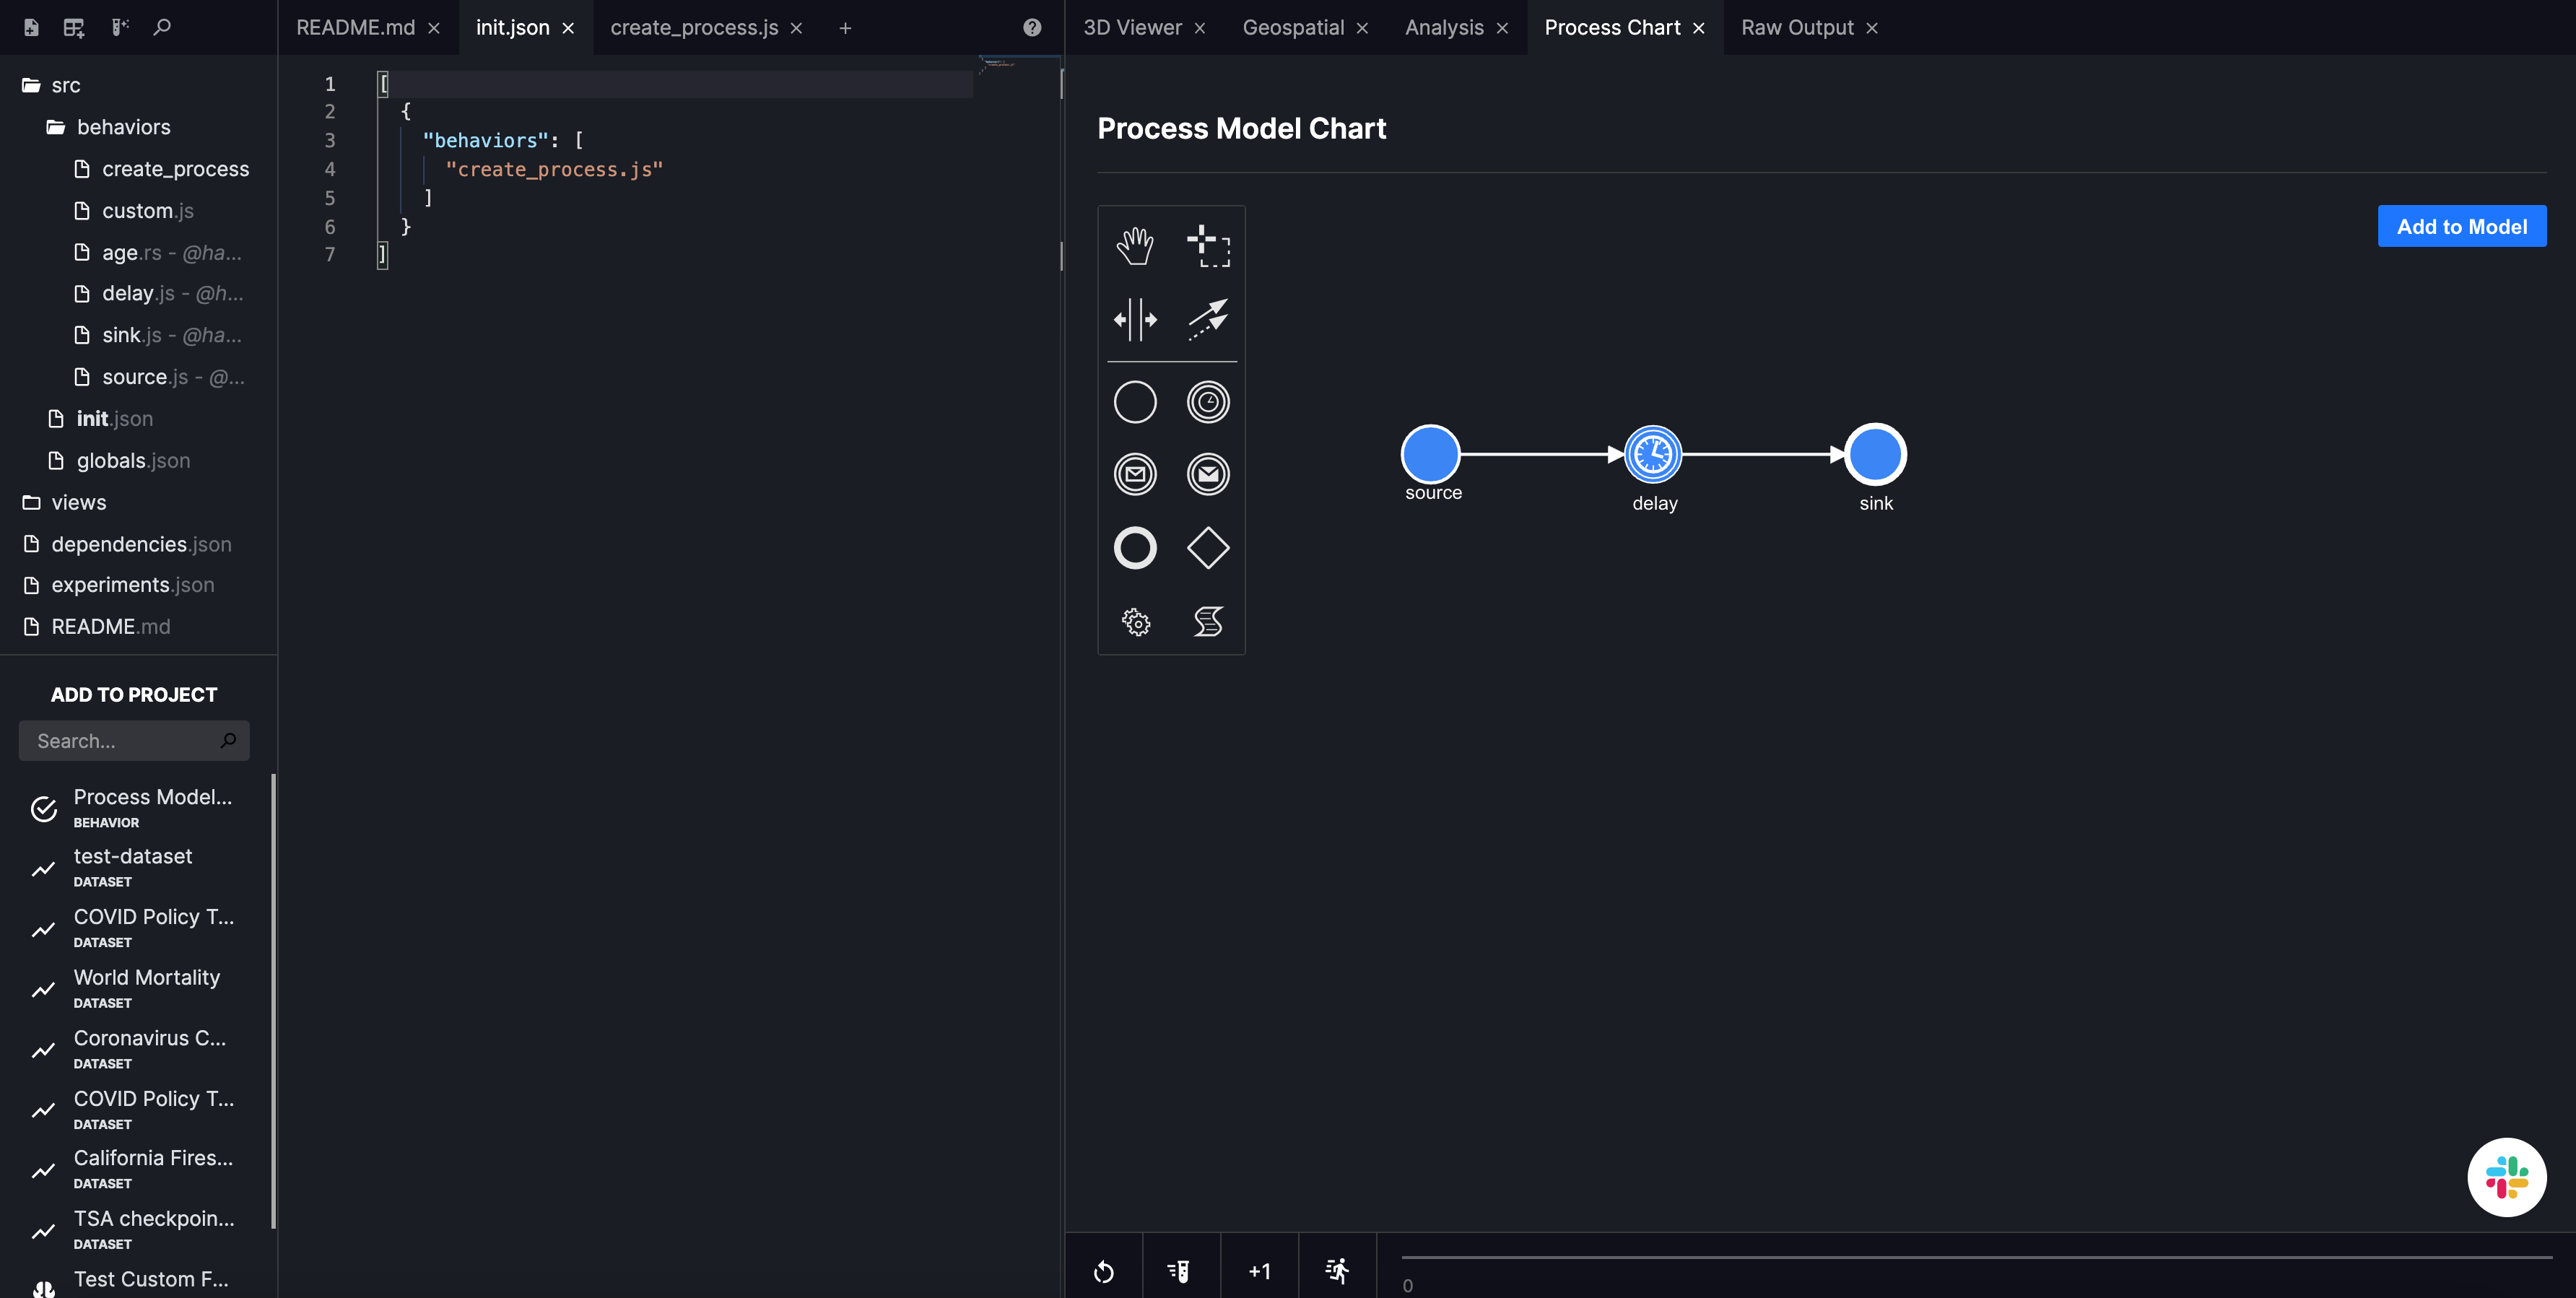 README.md
init.json
create_process.js
3D Viewer
Geospatial
Analysis
Process Chart
Raw Output
src
behaviors
create_process
custom.js
age.rs - @ha...
delay.js - @h...
sink.js - @ha...
source.js - @...
init.json
globals.json
views
dependencies.json
experiments.json
README.md
ADD TO PROJECT
Search...
Process Model...
BEHAVIOR
test-dataset
DATASET
COVID Policy T...
DATASET
World Mortality
DATASET
Coronavirus C...
DATASET
COVID Policy T...
DATASET
California Fires...
DATASET
TSA checkpoin...
DATASET
Test Custom F...
1 [
2 {
3 "behaviors": [
4 "create_process.js"
5 ]
6 }
7 ]
Process Model Chart
Add to Model
source
delay
sink
+1
0